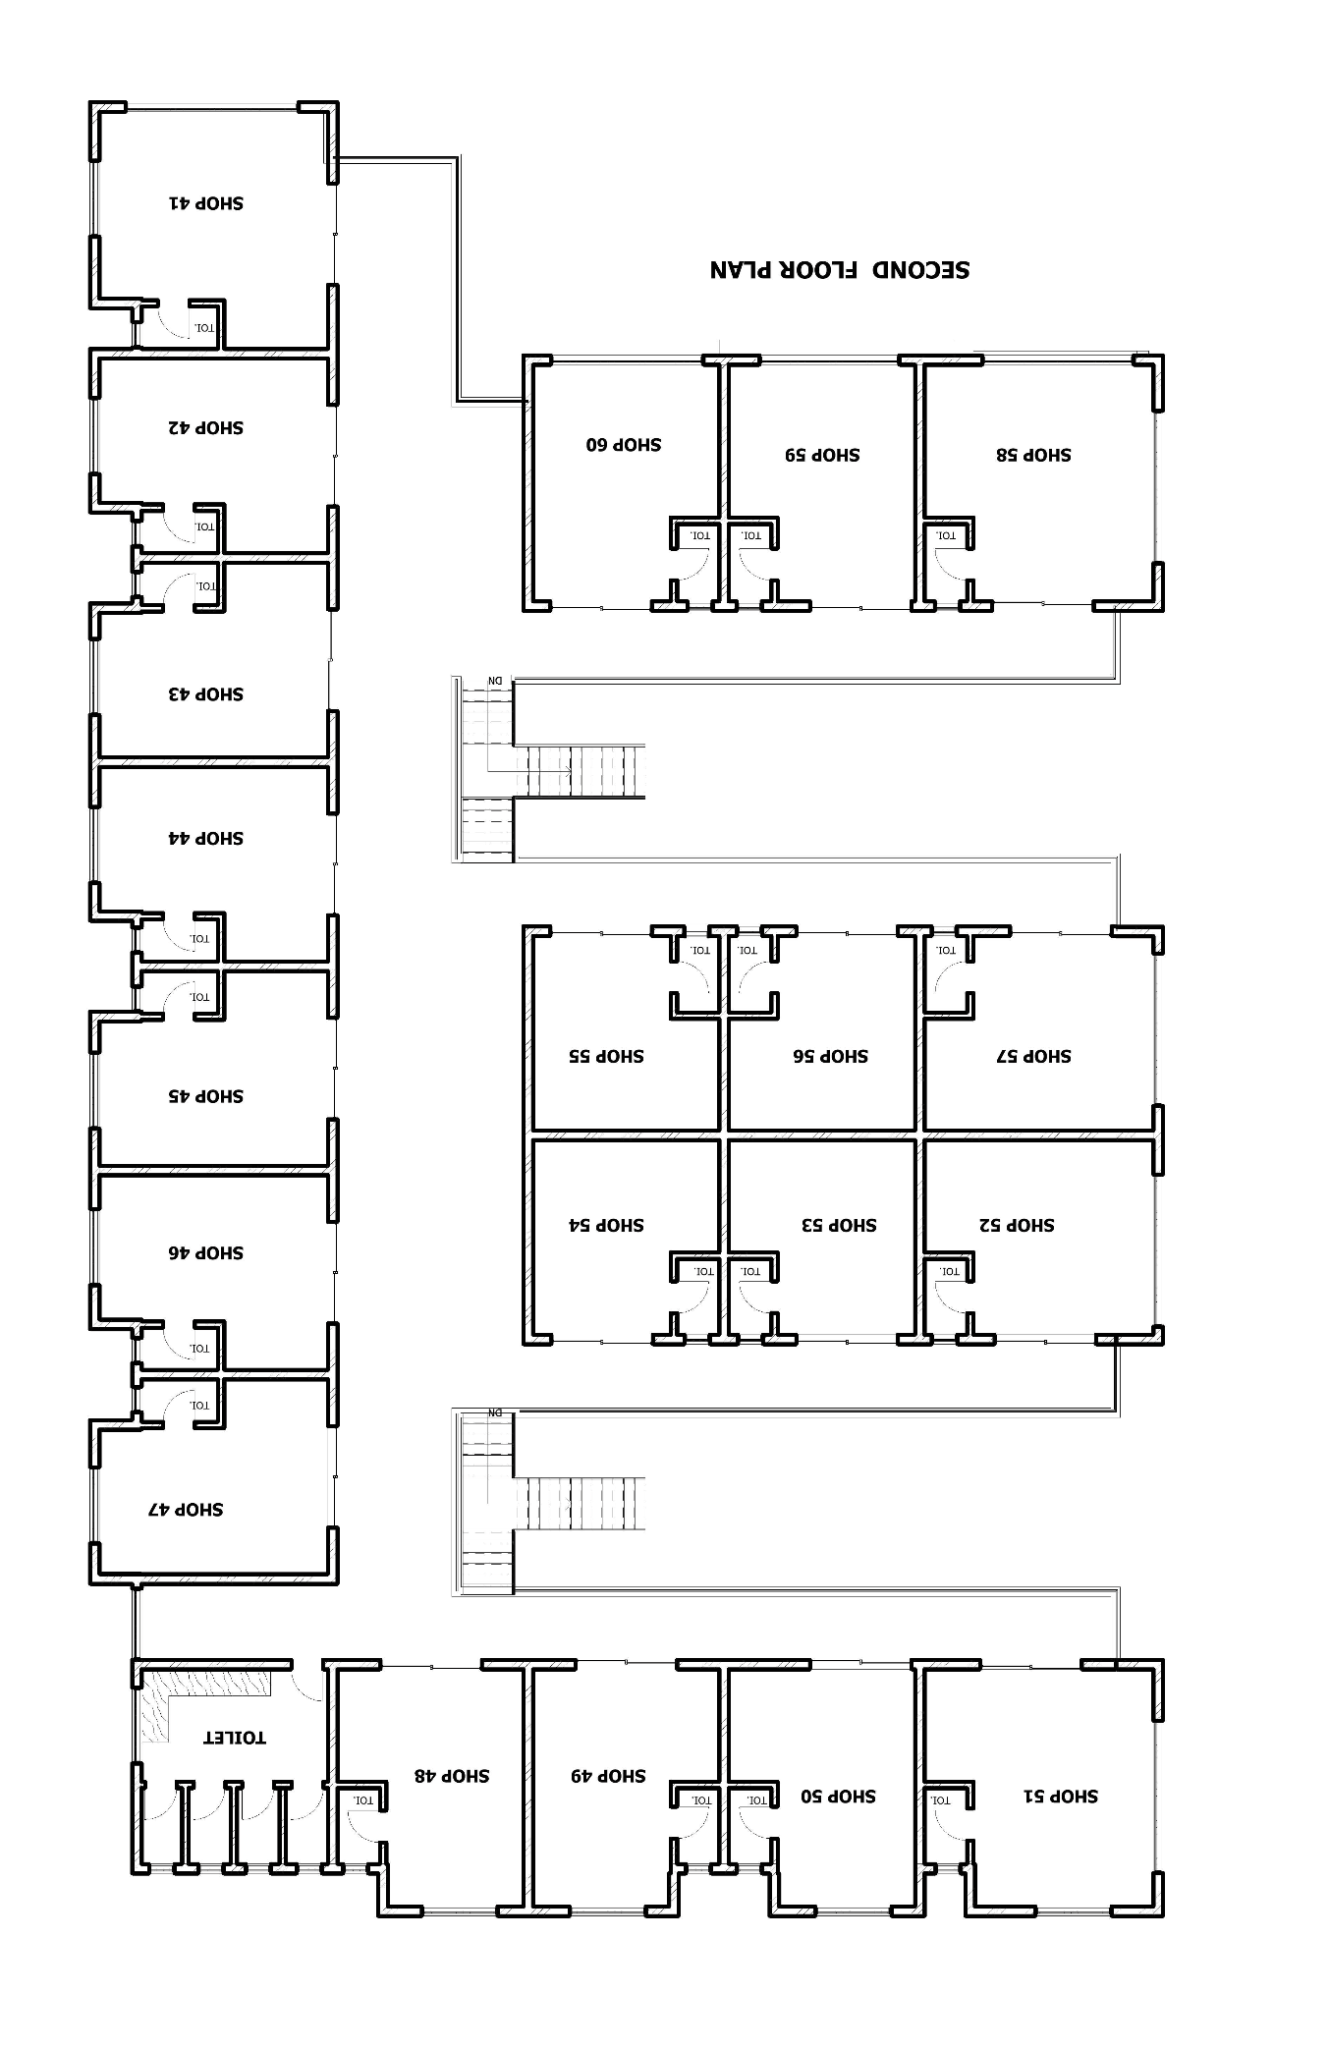 TOI.
TOI.
TOI.
TOI.
SHOP 51
SHOP 50
SHOP 49
SHOP 48
TOILET
SHOP 47
DN
TOI.
TOI.
TOI.
TOI.
TOI.
SHOP 46
SHOP 52
SHOP 53
SHOP 54
SHOP 45
SHOP 57
SHOP 56
SHOP 55
TOI.
TOI.
TOI.
TOI.
TOI.
SHOP 44
SHOP 43
DN
TOI.
TOI.
TOI.
TOI.
TOI.
SHOP 58
SHOP 59
SHOP 60
SHOP 42
TOI.
SECOND FLOOR PLAN
SHOP 41